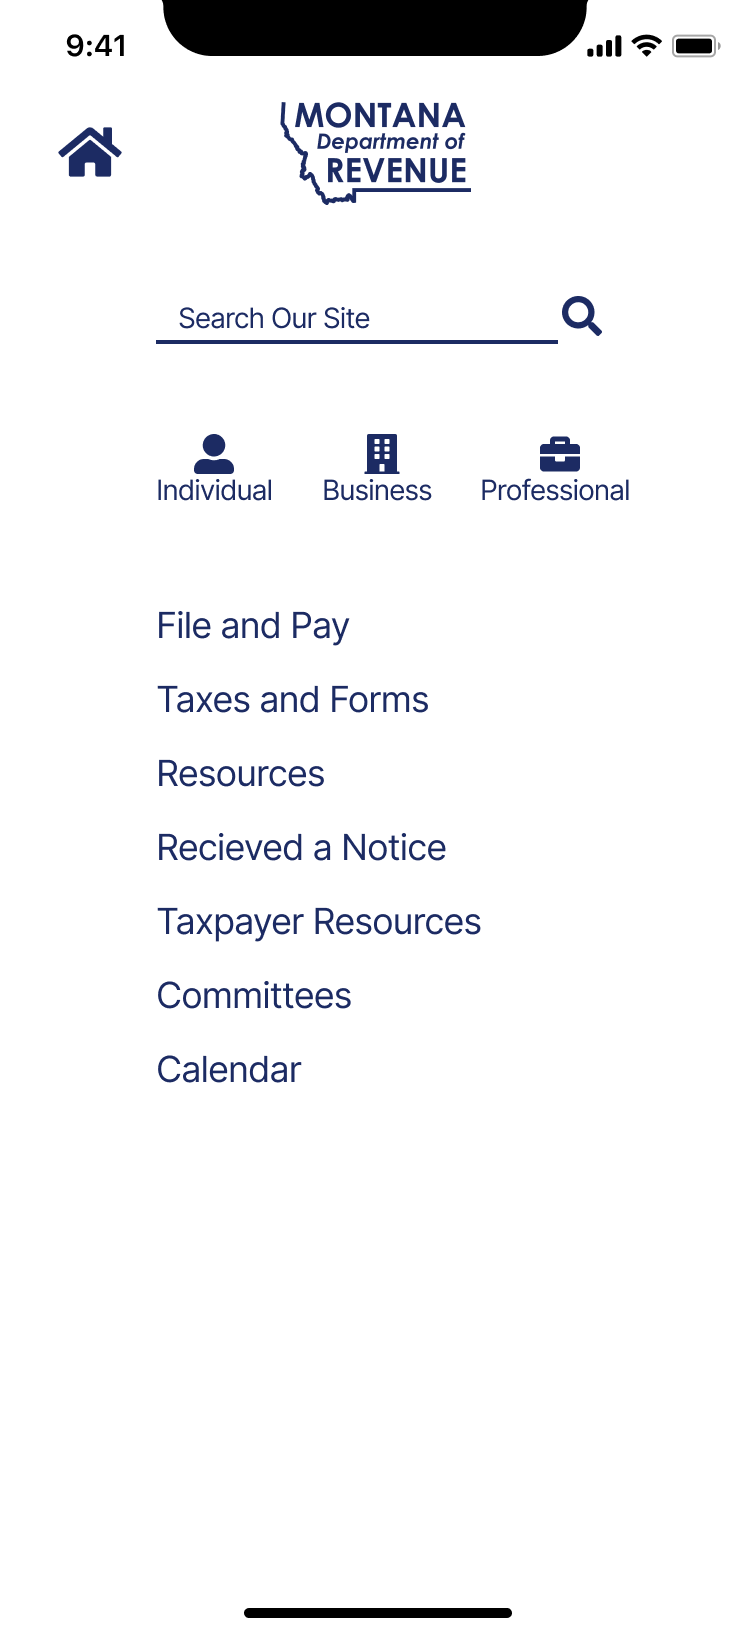 9:41
MONTANA
Department of
REVENUE
Search Our Site
Individual Business Professional
File and Pay
Taxes and Forms
Resources
Recieved a Notice
Taxpayer Resources
Committees
Calendar